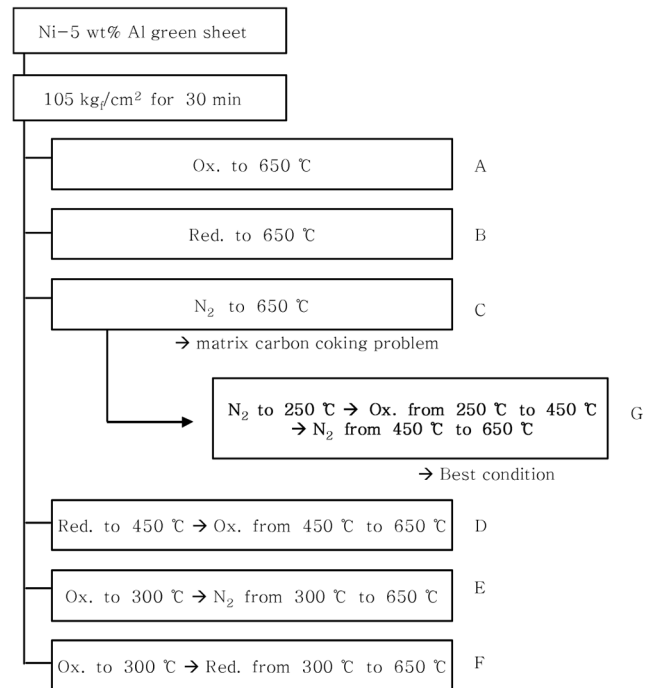 Ni-5 wt% Al green sheet
105 kgf/cm² for 30 min
Ox. to 650 ℃ A
Red. to 650 ℃ B
N₂ to 650 ℃ C
→ matrix carbon coking problem
N₂ to 250 ℃ → Ox. from 250 ℃ to 450 ℃ G
→ N₂ from 450 ℃ to 650 ℃
→ Best condition
Red. to 450 ℃ → Ox. from 450 ℃ to 650 ℃ D
Ox. to 300 ℃ → N₂ from 300 ℃ to 650 ℃ E
Ox. to 300 ℃ → Red. from 300 ℃ to 650 ℃ F